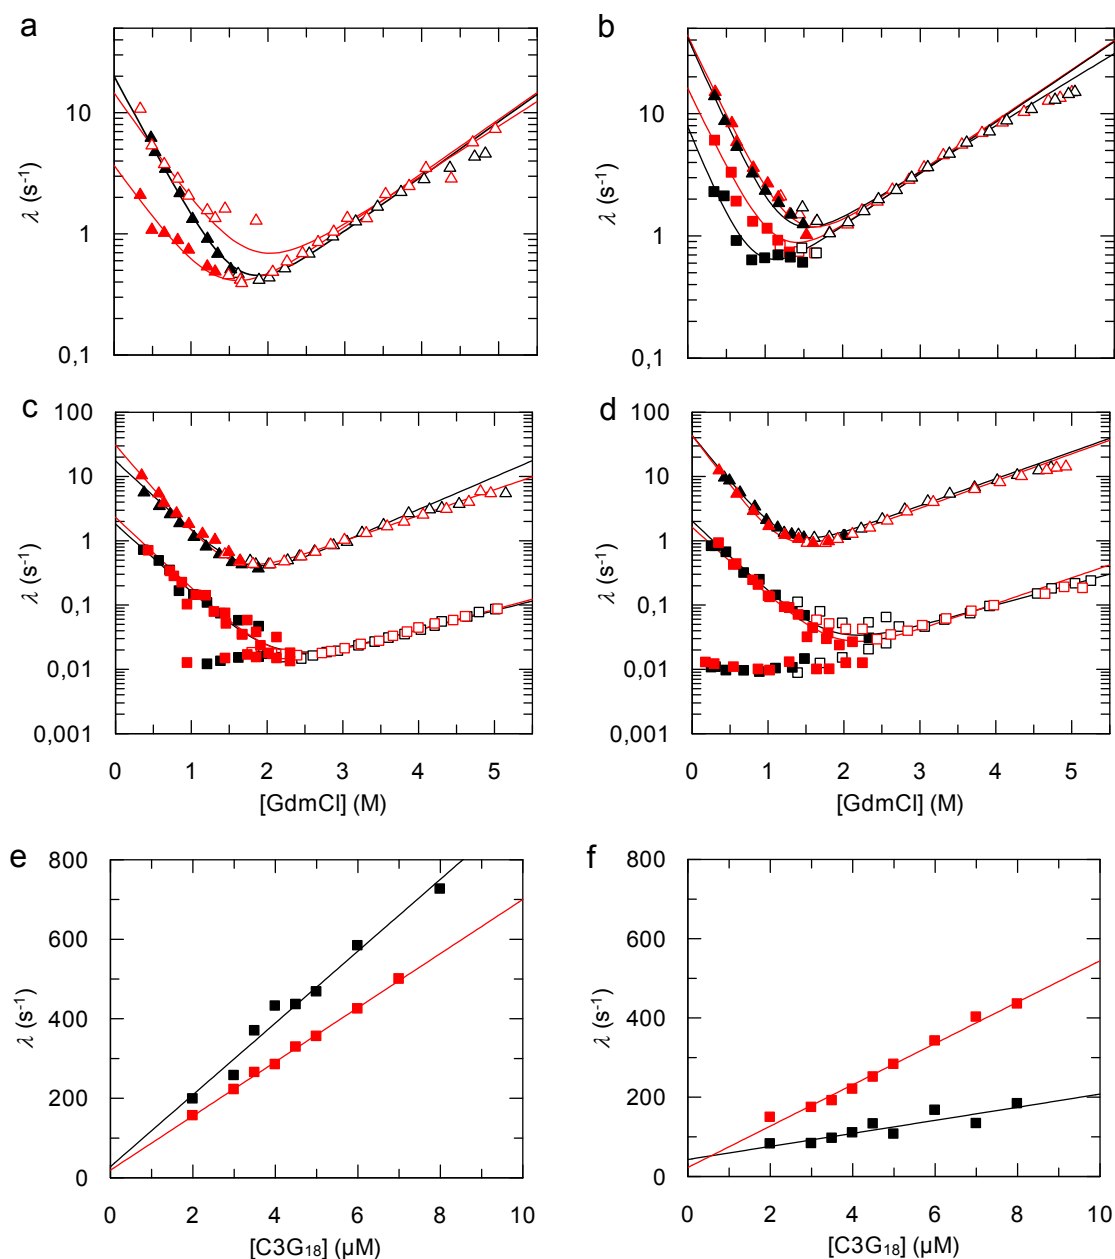 a
b
10
1
0,1
λ (s⁻¹)
10
1
0,1
λ (s⁻¹)
c
d
100
10
1
0,1
0,01
0,001
λ (s⁻¹)
0 1 2 3 4 5
[GdmCl] (M)
100
10
1
0,1
0,01
0,001
λ (s⁻¹)
0 1 2 3 4 5
[GdmCl] (M)
e
f
800
600
400
200
0
λ (s⁻¹)
0 2 4 6 8 10
[C3G₁₈] (µM)
800
600
400
200
0
λ (s⁻¹)
0 2 4 6 8 10
[C3G₁₈] (µM)